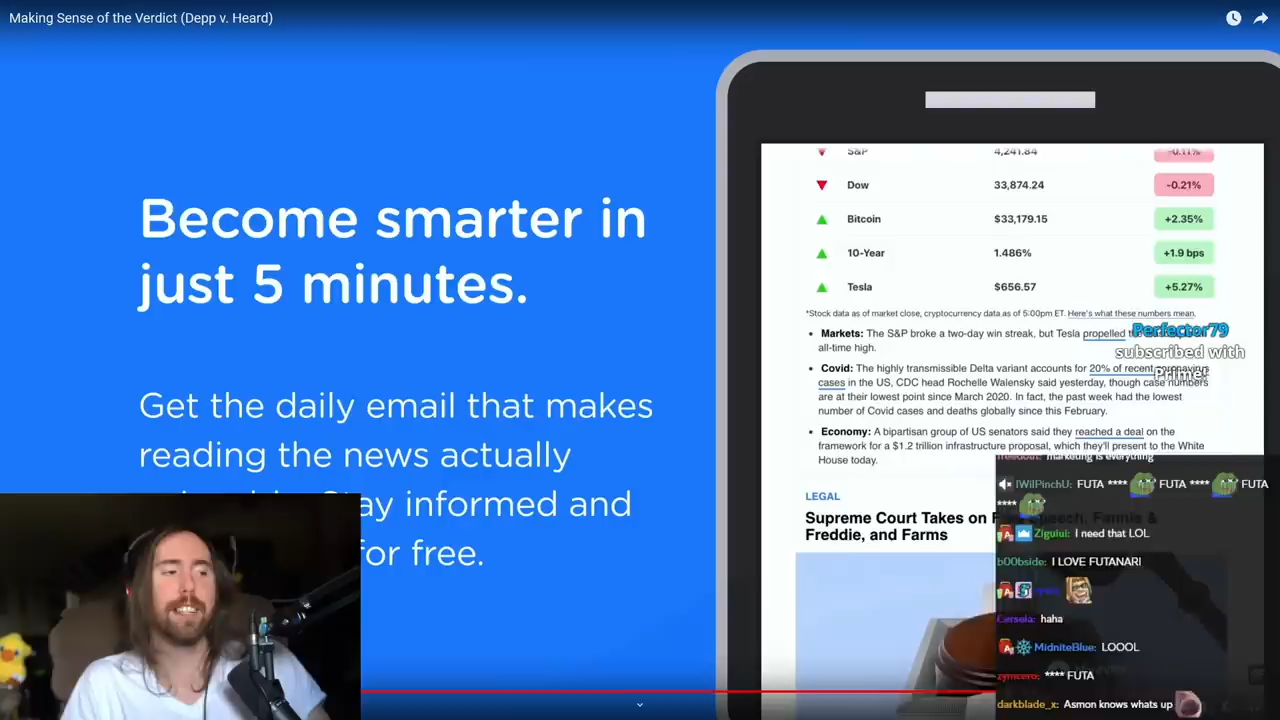 Making Sense of the Verdict (Depp v. Heard)
Become smarter in
just 5 minutes.
Get the daily email that makes
reading the news actually
ay informed and
for free.
S&P 4,241.84 -0.11%
Dow 33,874.24 -0.21%
Bitcoin $33,179.15 +2.35%
10-Year 1.486% +1.9 bps
Tesla $656.57 +5.27%
*Stock data as of market close, cryptocurrency data as of 5:00pm ET. Here's what these numbers mean.
Markets: The S&P broke a two-day win streak, but Tesla propelled
all-time high.
Covid: The highly transmissible Delta variant accounts for 20% of recent
cases in the US, CDC head Rochelle Walensky said yesterday, though case numbers
are at their lowest point since March 2020. In fact, the past week had the lowest
number of Covid cases and deaths globally since this February.
Economy: A bipartisan group of US senators said they reached a deal on the
framework for a $1.2 trillion infrastructure proposal, which they'll present to the White
House today.
Perfector79
subscribed with
Prime!
LEGAL
Supreme Court Takes on
Freddie, and Farms
marketing is everything
IWilPinchU: FUTA **** FUTA **** FUTA
****
Zigului: I need that LOL
b00bside: I LOVE FUTANARI
haha
MidniteBlue: LOOOL
zymcero: **** FUTA
darkblade_x: Asmon knows whats up